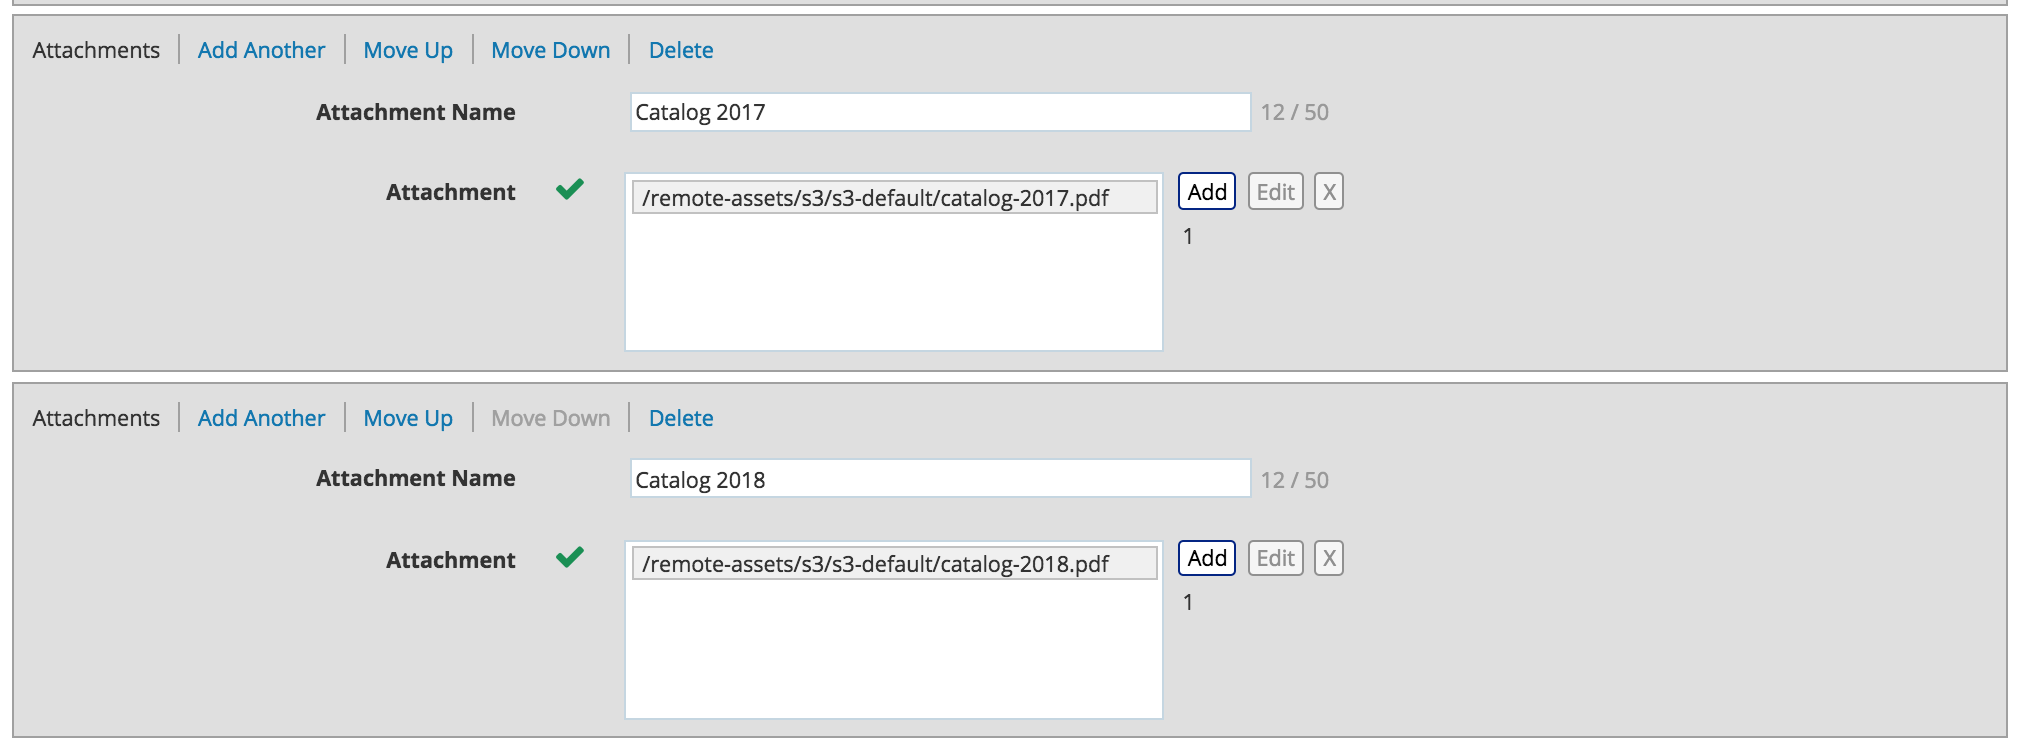 Attachments Add Another Move Up Move Down Delete
Attachment Name Catalog 2017 12 / 50
Attachment /remote-assets/s3/s3-default/catalog-2017.pdf Add Edit X
1
Attachments Add Another Move Up Move Down Delete
Attachment Name Catalog 2018 12 / 50
Attachment /remote-assets/s3/s3-default/catalog-2018.pdf Add Edit X
1